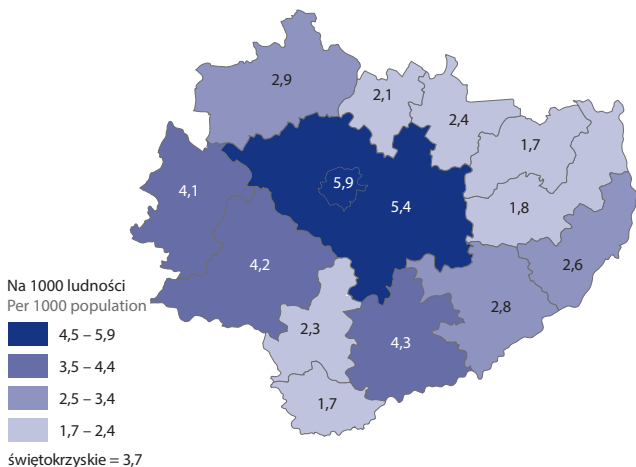 2,9
2,1
2,4
1,7
4,1
5,9
5,4
1,8
4,2
2,6
2,8
2,3
4,3
1,7
Na 1000 ludności
Per 1000 population
4,5 – 5,9
3,5 – 4,4
2,5 – 3,4
1,7 – 2,4
świętokrzyskie = 3,7